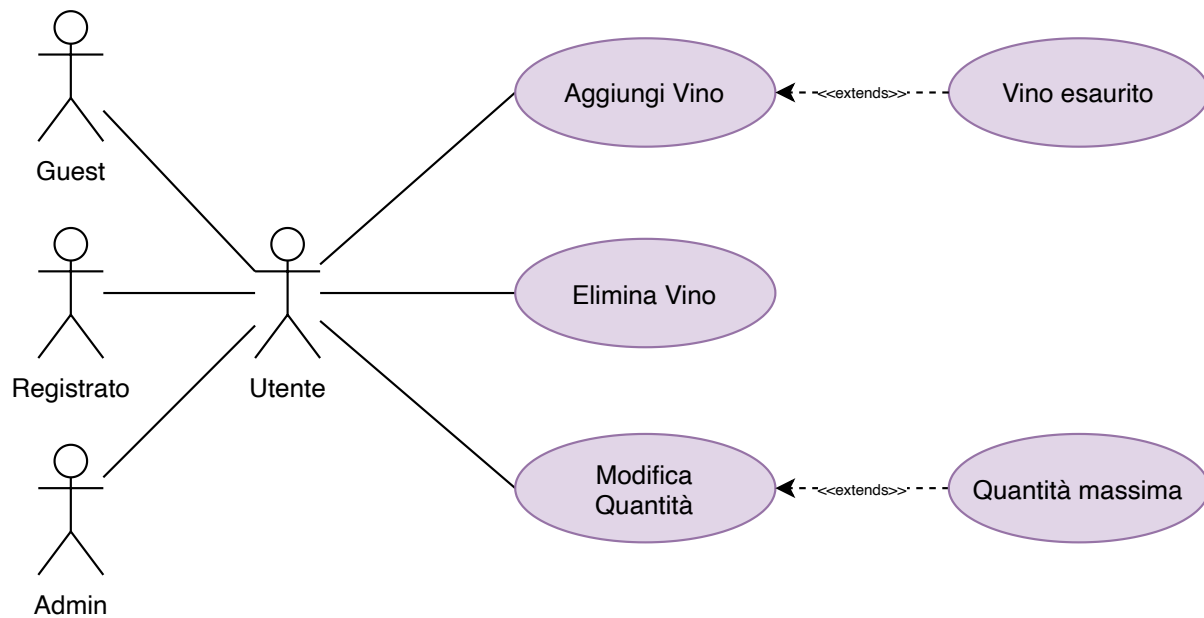 Guest
Registrato
Admin
Utente
Aggiungi Vino
<<extends>>
Vino esaurito
Elimina Vino
Modifica
Quantità
<<extends>>
Quantità massima